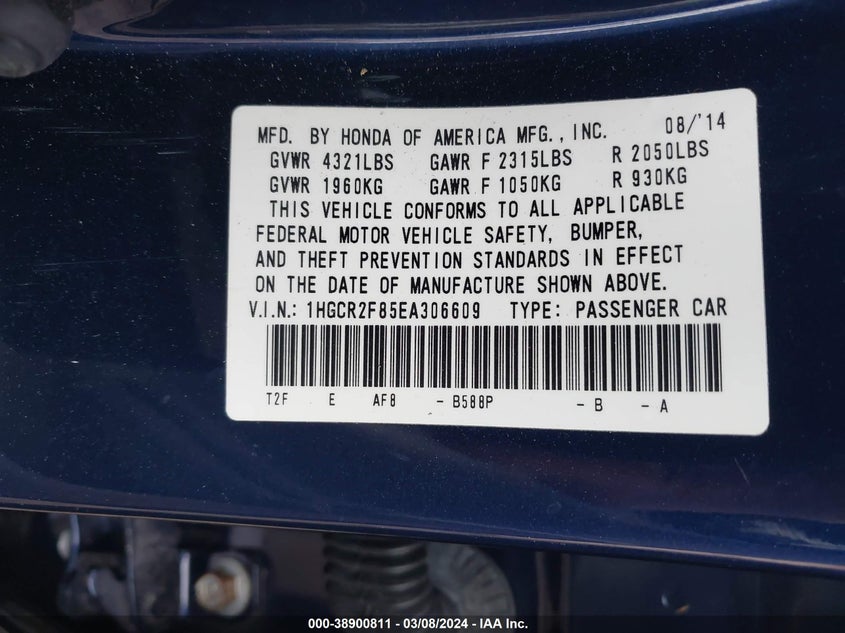 MFD. BY HONDA OF AMERICA MFG., INC. 08/'14
GVWR 4321LBS GAWR F 2315LBS R 2050LBS
GVWR 1960KG GAWR F 1050KG R 930KG
THIS VEHICLE CONFORMS TO ALL APPLICABLE
FEDERAL MOTOR VEHICLE SAFETY, BUMPER,
AND THEFT PREVENTION STANDARDS IN EFFECT
ON THE DATE OF MANUFACTURE SHOWN ABOVE.
V.I.N.: 1HGCR2F85EA306609 TYPE: PASSENGER CAR
T2F E AF8 - B588P - B - A
000-38900811 - 03/08/2024 - IAA Inc.